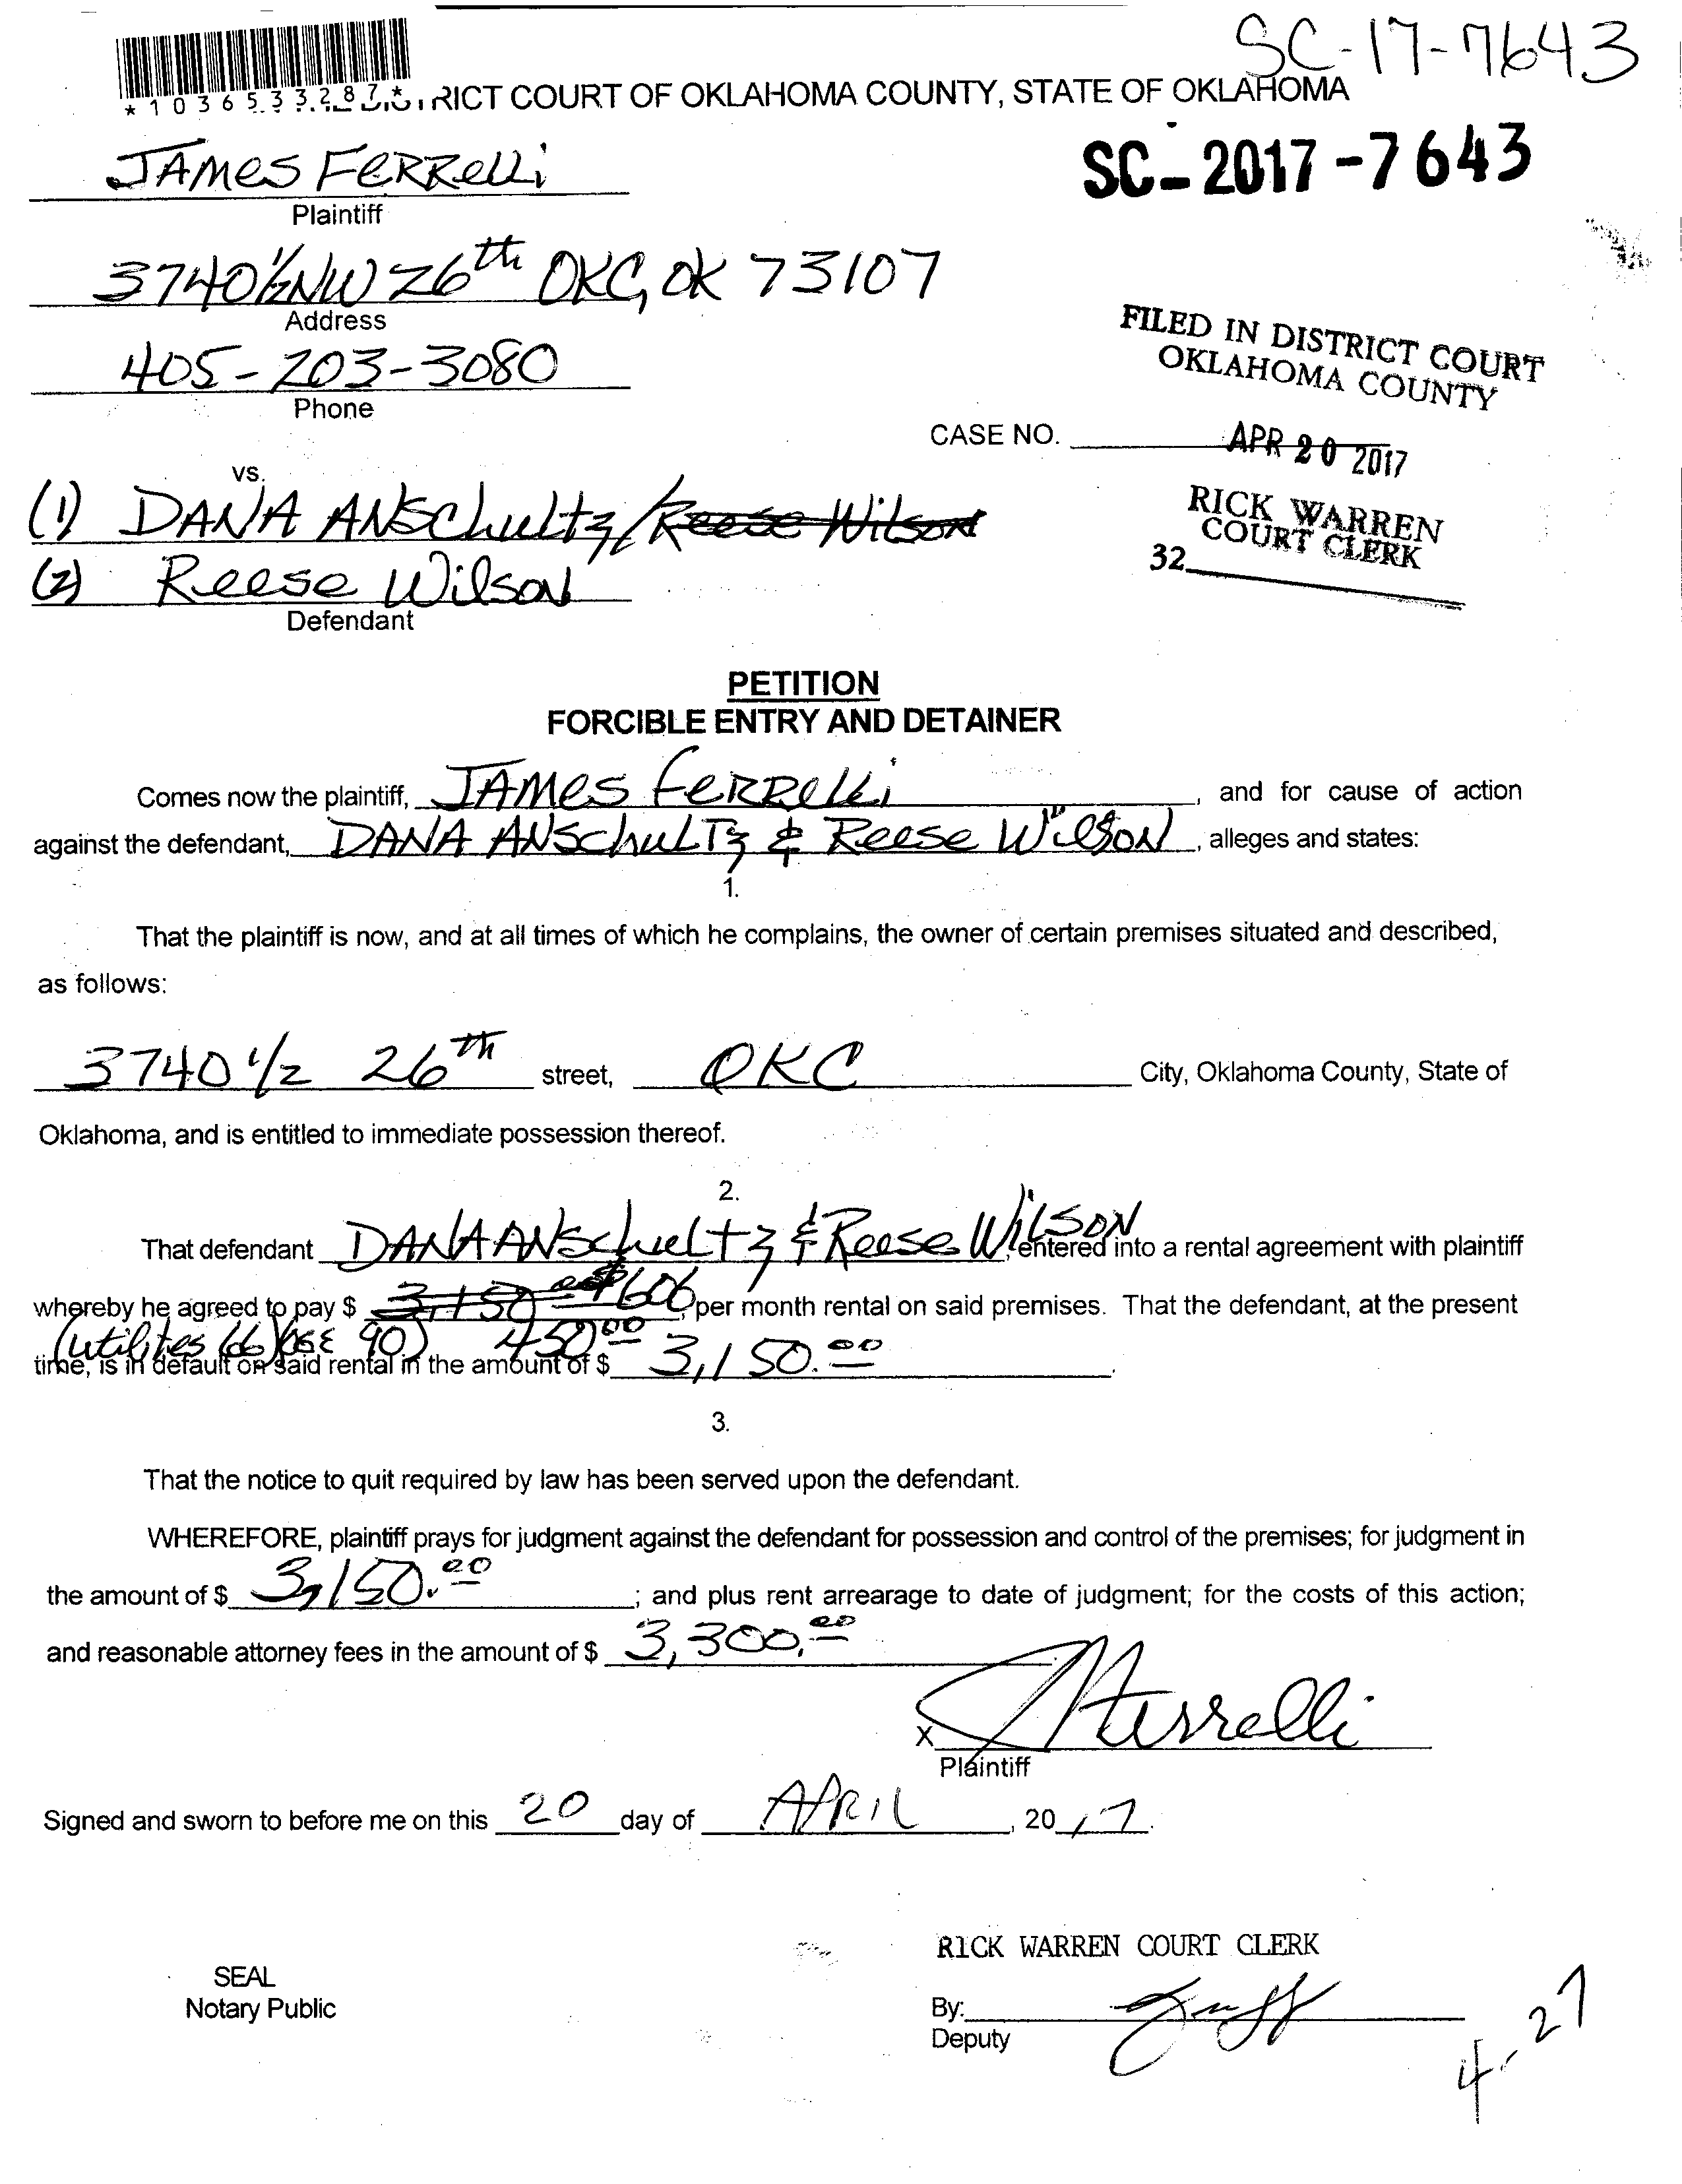 SC-17-7643
*1036533287* DISTRICT COURT OF OKLAHOMA COUNTY, STATE OF OKLAHOMA
JAMES FERRELLi
SC-2017-7643
Plaintiff
3740½ NW 26th OKC, OK 73107
Address
FILED IN DISTRICT COURT
OKLAHOMA COUNTY
405-203-3080
Phone
CASE NO.
APR 20 2017
vs.
(1) DANA ANSchultz/Reese Wilson
RICK WARREN
COURT CLERK
32
(2) Reese Wilson
Defendant
PETITION
FORCIBLE ENTRY AND DETAINER
Comes now the plaintiff, JAMES FERRELLi, and for cause of action
against the defendant, DANA ANSchuLTz & Reese Wilson, alleges and states:
1.
That the plaintiff is now, and at all times of which he complains, the owner of certain premises situated and described,
as follows:
3740 1/2 26th street, OKC City, Oklahoma County, State of
Oklahoma, and is entitled to immediate possession thereof.
2.
That defendant DANA ANSchueltz & Reese WilSON, entered into a rental agreement with plaintiff
whereby he agreed to pay $ 3,150.00 $606 per month rental on said premises. That the defendant, at the present
(utilites 66) (OGE 90) 450.00
time, is in default on said rental in the amount of $ 3,150.00.
3.
That the notice to quit required by law has been served upon the defendant.
WHEREFORE, plaintiff prays for judgment against the defendant for possession and control of the premises; for judgment in
the amount of $ 3,150.00; and plus rent arrearage to date of judgment; for the costs of this action;
and reasonable attorney fees in the amount of $ 3,300.00.
X Ferrelli
Plaintiff
Signed and sworn to before me on this 20 day of APRIL, 2017.
RICK WARREN COURT CLERK
SEAL
Notary Public
By:
Deputy
4-27